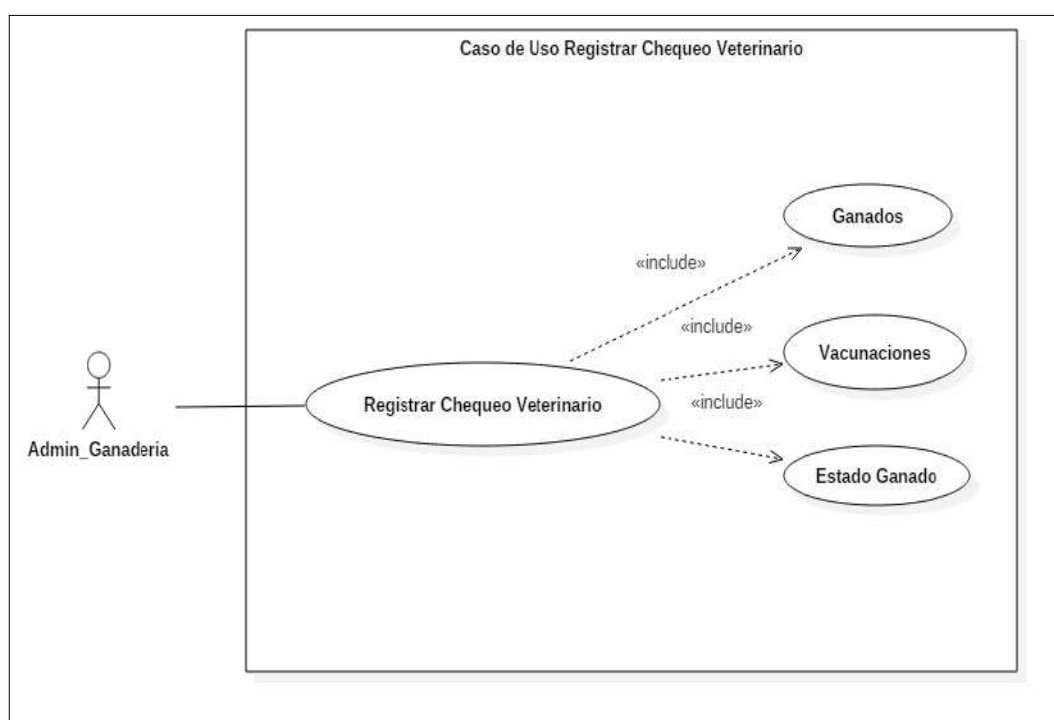 Caso de Uso Registrar Chequeo Veterinario
Ganados
«include»
«include»
Vacunaciones
«include»
Registrar Chequeo Veterinario
Admin_Ganaderia
Estado Ganado